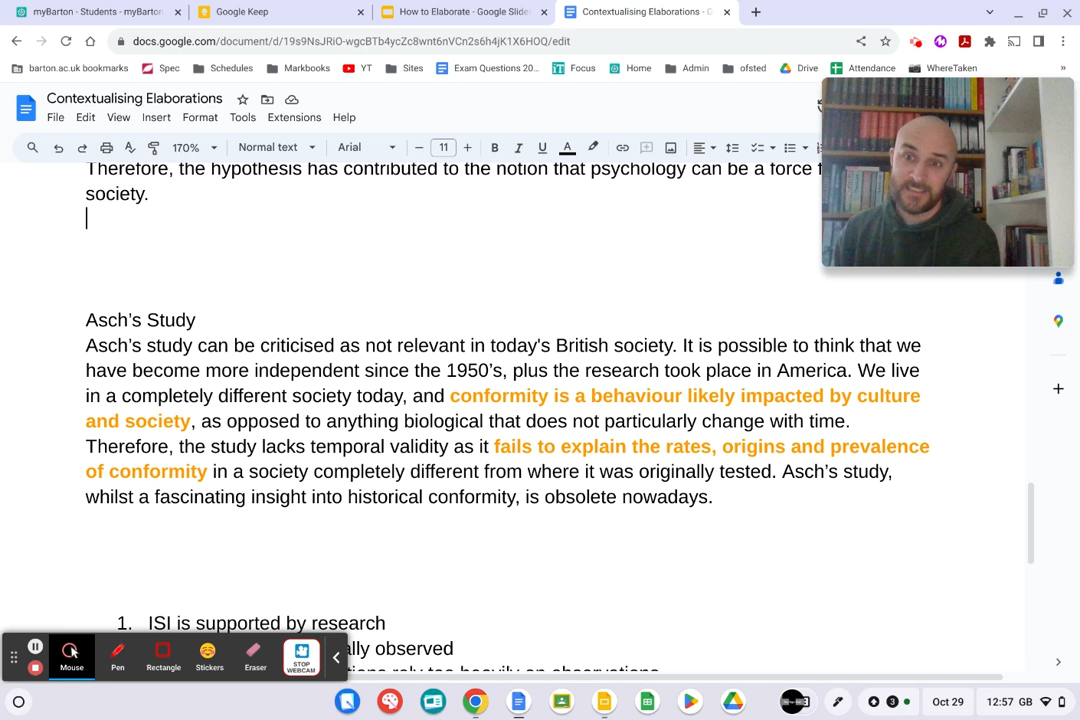 myBarton - Students - myBarton
Google Keep
How to Elaborate - Google Slide
Contextualising Elaborations - G
docs.google.com/document/d/19s9NsJRiO-wgcBTb4ycZc8wnt6nVCn2s6h4jK1X6HOQ/edit
barton.ac.uk bookmarks Spec Schedules Markbooks YT Sites Exam Questions 20... Focus Home Admin ofsted Drive Attendance WhereTaken »
Contextualising Elaborations
File Edit View Insert Format Tools Extensions Help
170% Normal text Arial 11 B I U A
Therefore, the hypothesis has contributed to the notion that psychology can be a force
society.
Asch's Study
Asch's study can be criticised as not relevant in today's British society. It is possible to think that we
have become more independent since the 1950's, plus the research took place in America. We live
in a completely different society today, and conformity is a behaviour likely impacted by culture
and society, as opposed to anything biological that does not particularly change with time.
Therefore, the study lacks temporal validity as it fails to explain the rates, origins and prevalence
of conformity in a society completely different from where it was originally tested. Asch's study,
whilst a fascinating insight into historical conformity, is obsolete nowadays.
1. ISI is supported by research
ally observed
tions rely too heavily on observations
Mouse Pen Rectangle Stickers Eraser STOP WEBCAM
3 Oct 29 12:57 GB